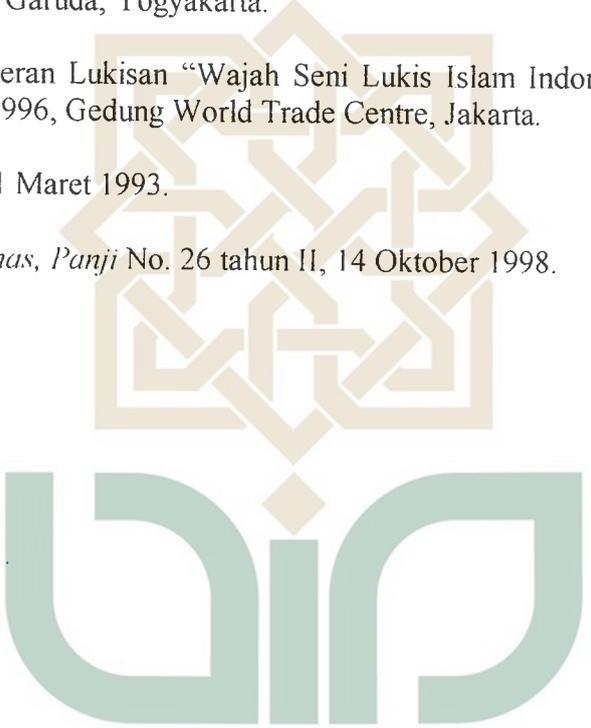 Garuda, Yogyakarta.
eran Lukisan “Wajah Seni Lukis Islam Indon
996, Gedung World Trade Centre, Jakarta.
Maret 1993.
nas, Panji No. 26 tahun II, 14 Oktober 1998.